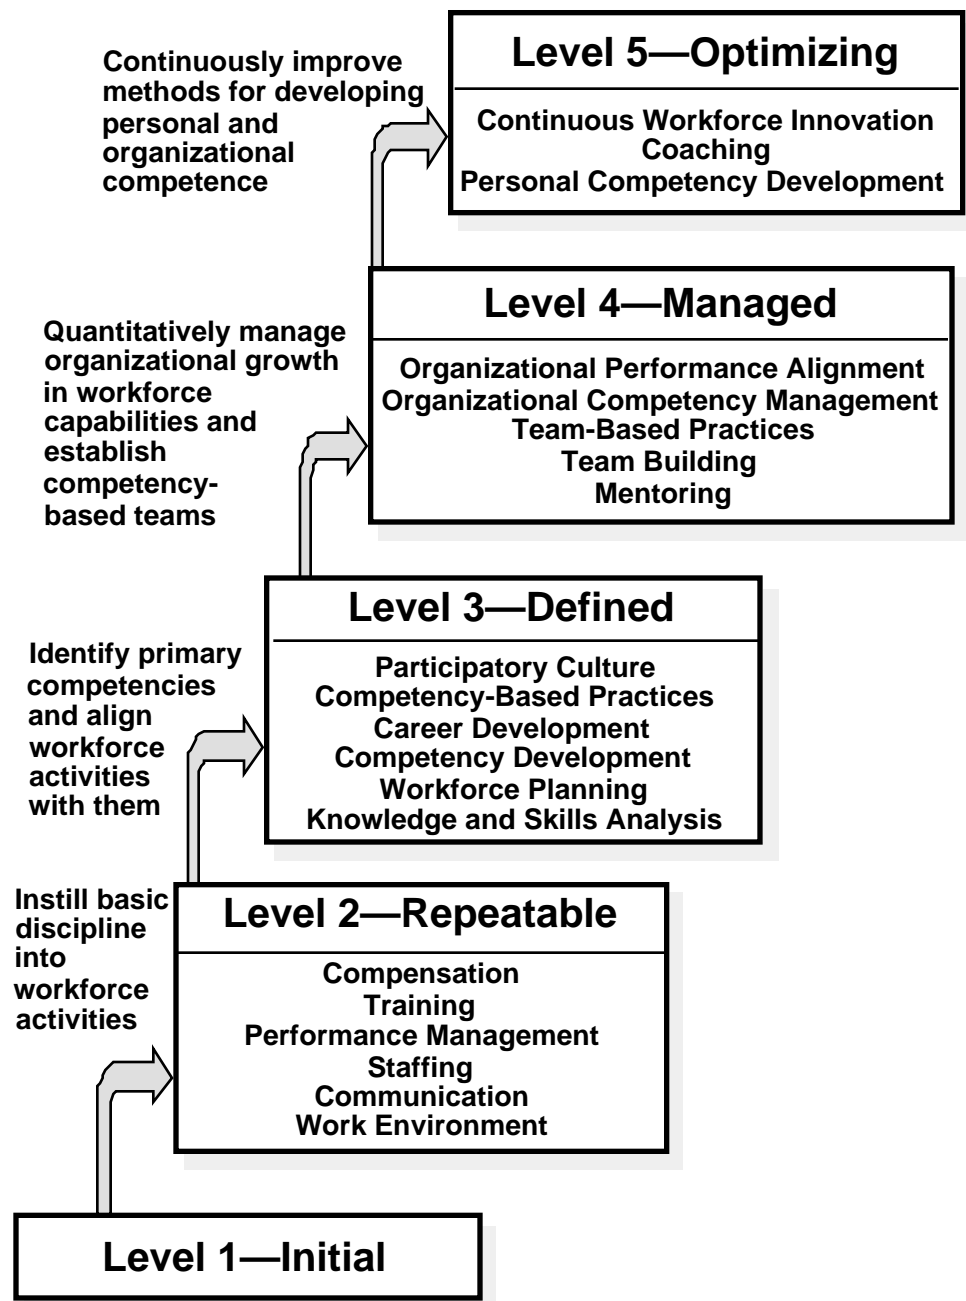 Continuously improve
methods for developing
personal and
organizational
competence
Level 5—Optimizing
Continuous Workforce Innovation
Coaching
Personal Competency Development
Quantitatively manage
organizational growth
in workforce
capabilities and
establish
competency-
based teams
Level 4—Managed
Organizational Performance Alignment
Organizational Competency Management
Team-Based Practices
Team Building
Mentoring
Identify primary
competencies
and align
workforce
activities
with them
Level 3—Defined
Participatory Culture
Competency-Based Practices
Career Development
Competency Development
Workforce Planning
Knowledge and Skills Analysis
Instill basic
discipline
into
workforce
activities
Level 2—Repeatable
Compensation
Training
Performance Management
Staffing
Communication
Work Environment
Level 1—Initial